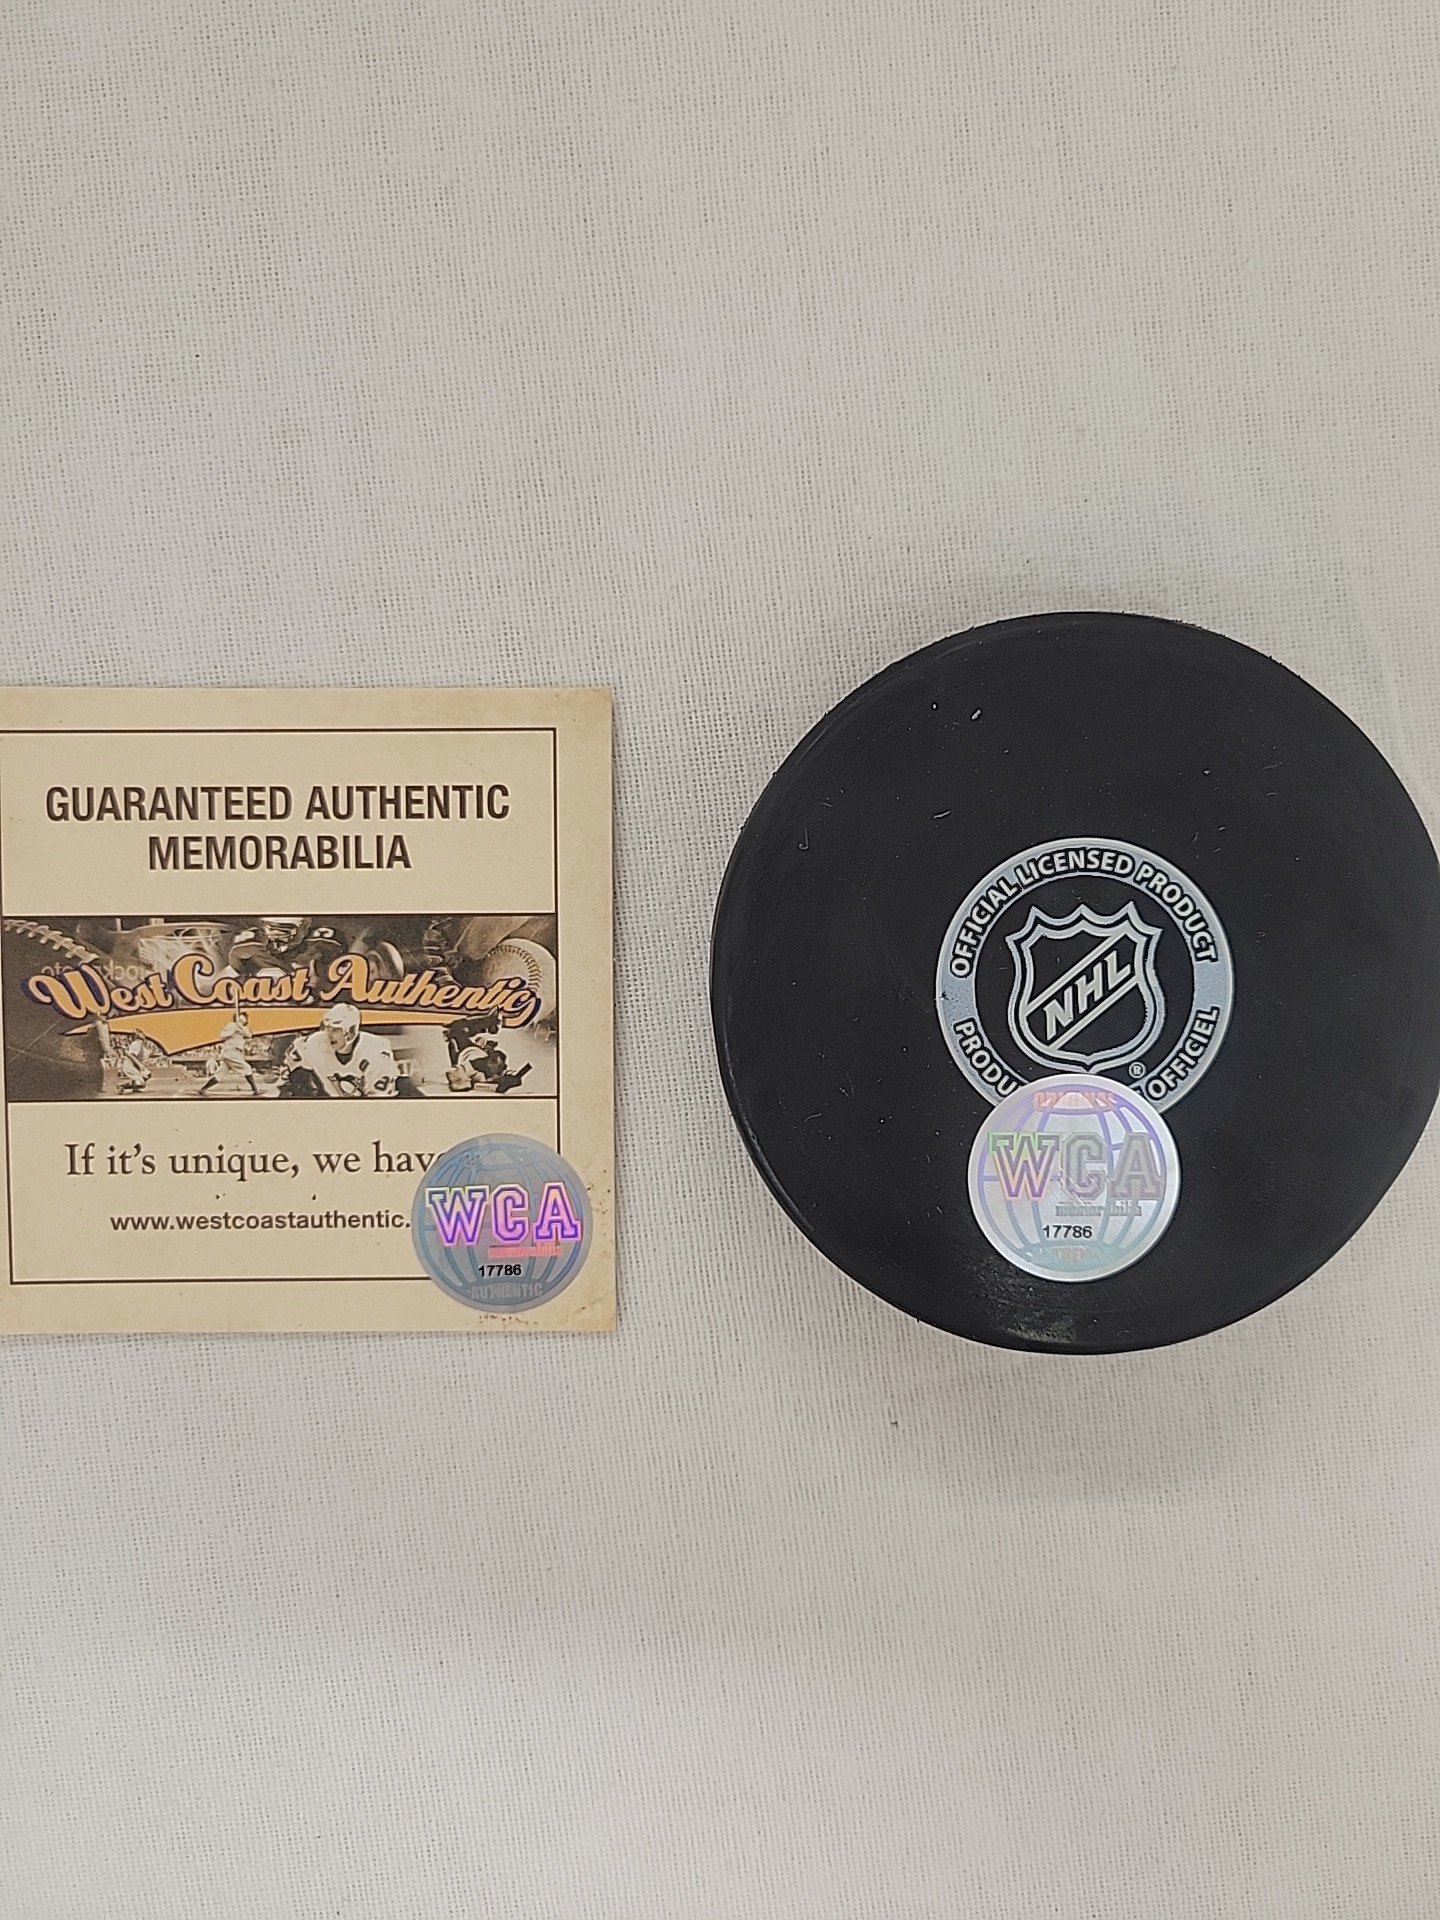 GUARANTEED AUTHENTIC
MEMORABILIA
West Coast Authentic
If it's unique, we hav
www.westcoastauthentic.
WCA
17786
AUTHENTIC
OFFICIAL LICENSED PRODUCT
NHL
®
PRODU
OFFICIEL
WCA
memorabilia
17786